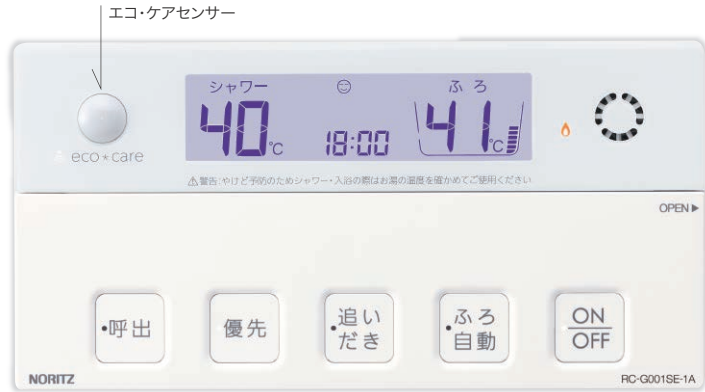 エコ・ケアセンサー
シャワー
ふろ
40℃
18:00
41℃
eco*care
⚠警告:やけど予防のためシャワー・入浴の際はお湯の温度を確かめてご使用ください
OPEN▶
・呼出
優先
・追い
だき
・ふろ
自動
ON
OFF
NORITZ
RC-G001SE-1A